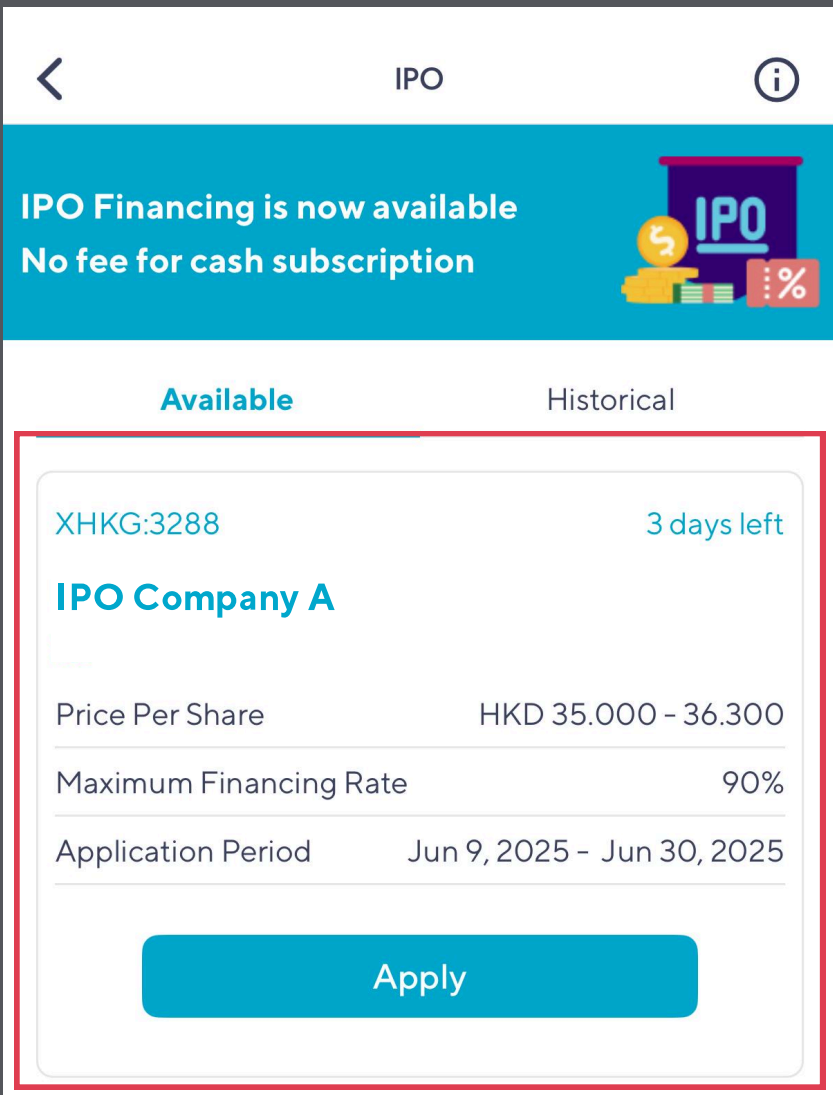 IPO
IPO Financing is now available
No fee for cash subscription
IPO
%
Available Historical
XHKG:3288 3 days left
IPO Company A
Price Per Share HKD 35.000 - 36.300
Maximum Financing Rate 90%
Application Period Jun 9, 2025 - Jun 30, 2025
Apply